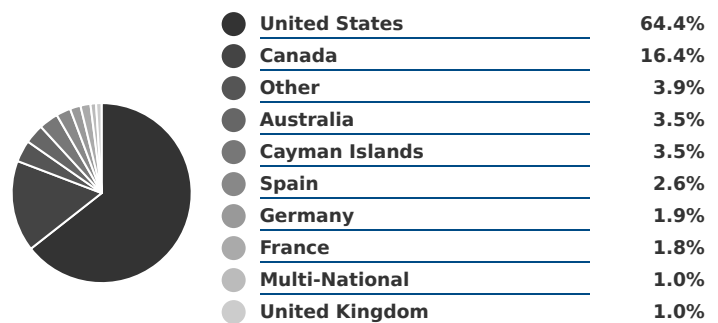 United States 64.4%
Canada 16.4%
Other 3.9%
Australia 3.5%
Cayman Islands 3.5%
Spain 2.6%
Germany 1.9%
France 1.8%
Multi-National 1.0%
United Kingdom 1.0%